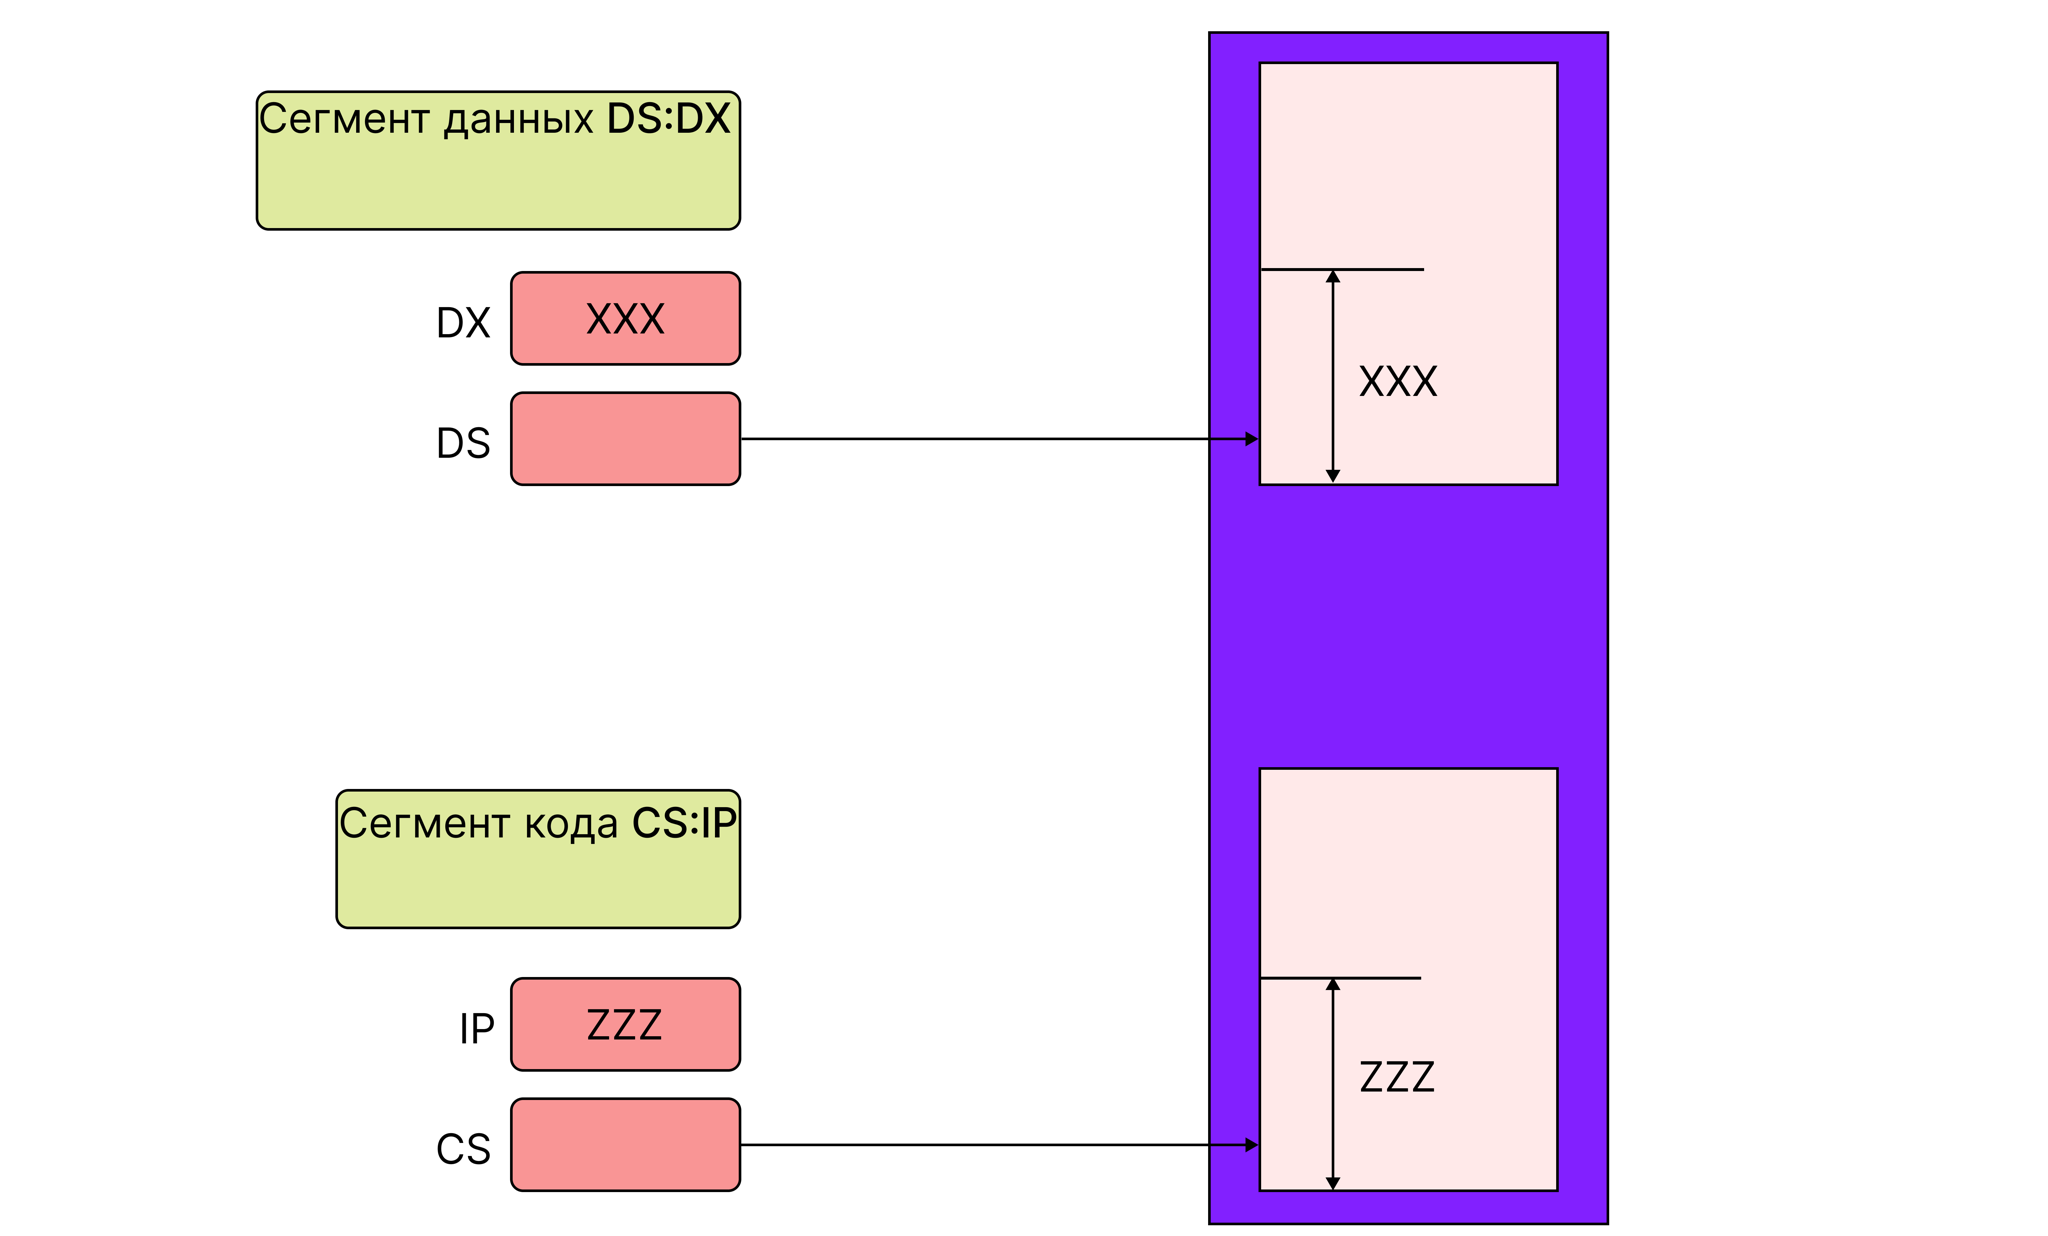 Сегмент данных DS:DX
DX
XXX
DS
XXX
Сегмент кода CS:IP
IP
ZZZ
CS
ZZZ